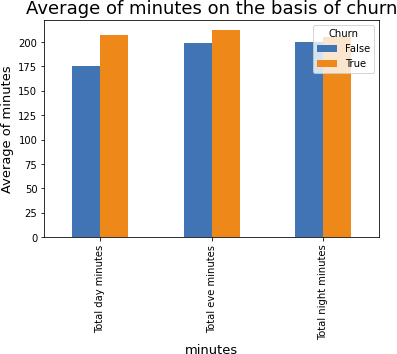 Average of minutes on the basis of churn
Churn
False
True
Average of minutes
200
175
150
125
100
75
50
25
0
Total day minutes
Total eve minutes
Total night minutes
minutes